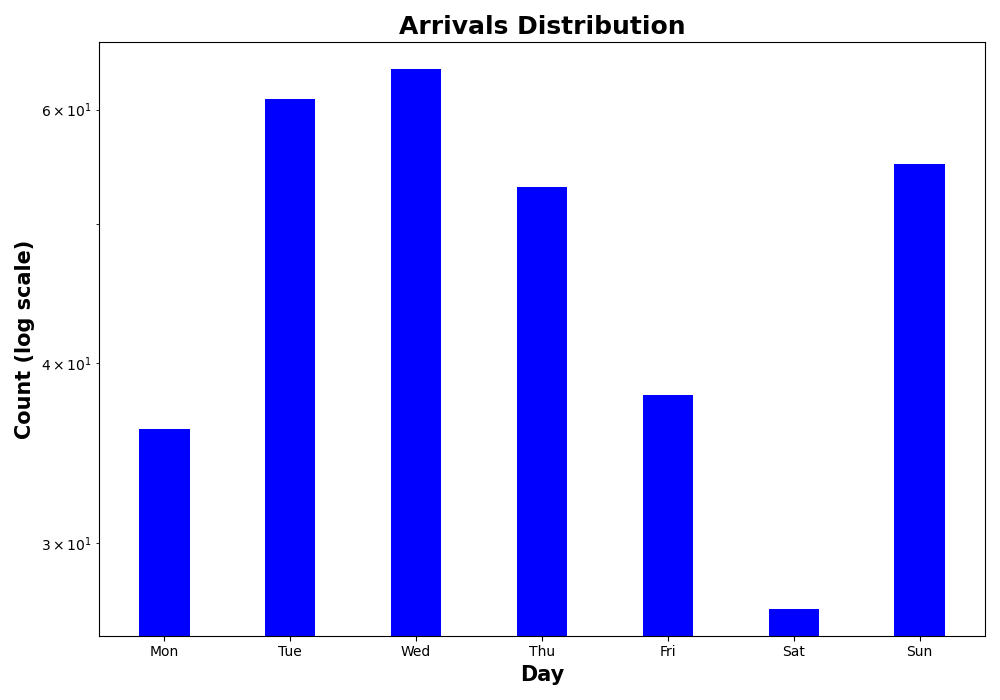 Arrivals Distribution
6 × 10¹
4 × 10¹
3 × 10¹
Count (log scale)
Mon Tue Wed Thu Fri Sat Sun
Day